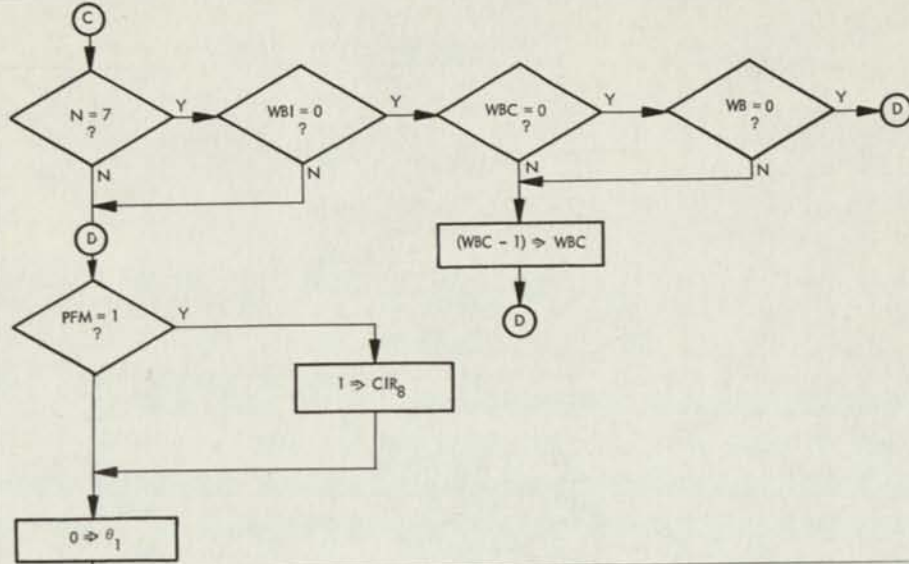 C
N = 7
?
Y
N
WBI = 0
?
Y
N
WBC = 0
?
Y
N
WB = 0
?
Y
N
D
(WBC - 1) ⇒ WBC
D
D
PFM = 1
?
Y
1 ⇒ CIR8
0 ⇒ θ1